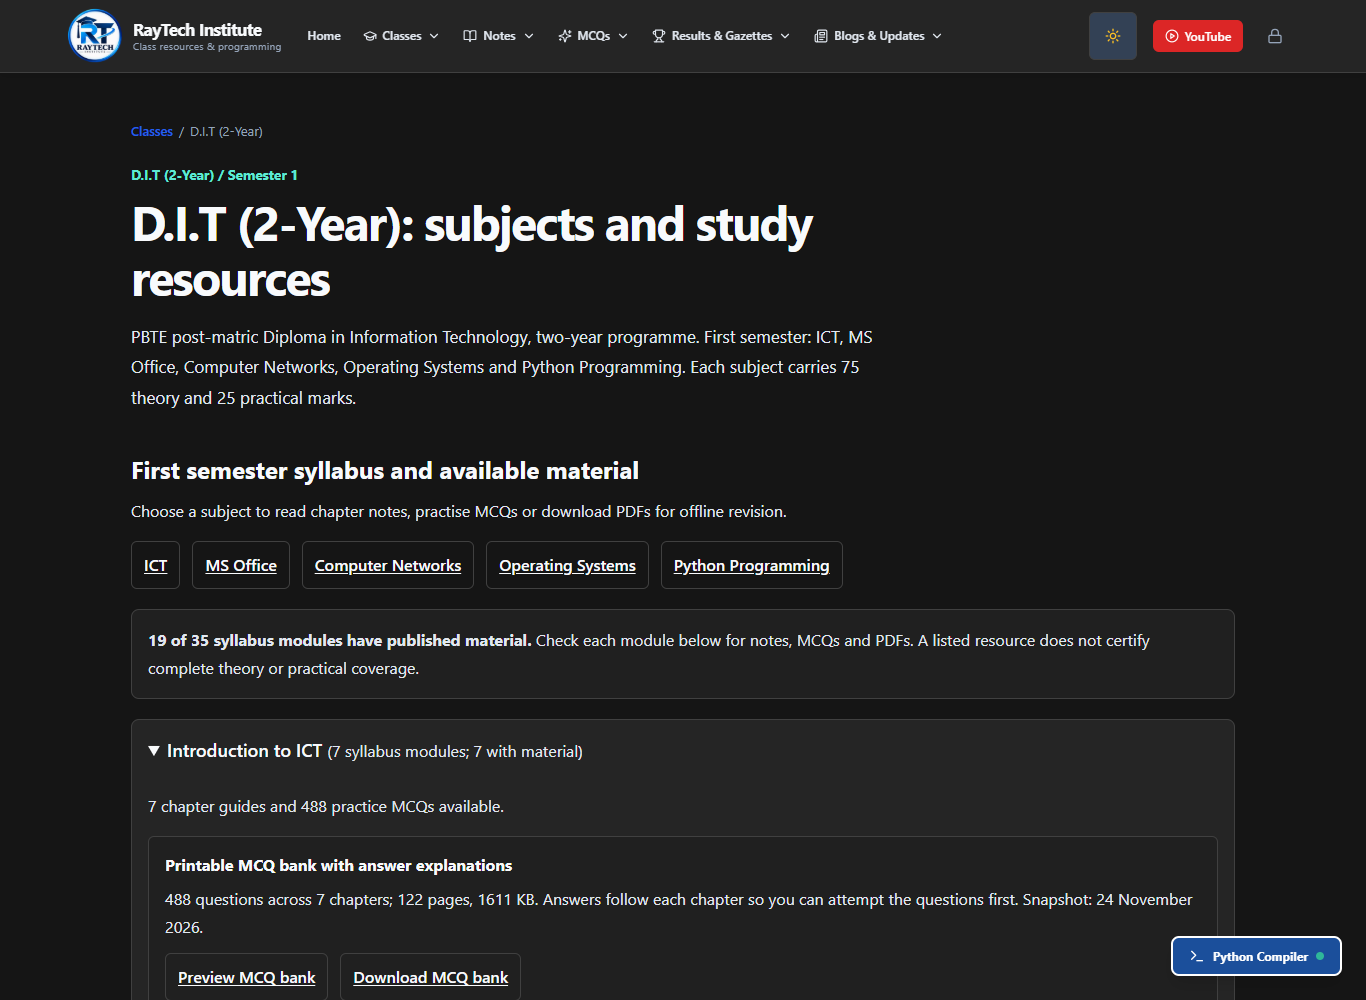 RayTech Institute
Class resources & programming
Home
Classes
Notes
MCQs
Results & Gazettes
Blogs & Updates
YouTube
RT
RAYTECH
Classes / D.I.T (2-Year)
D.I.T (2-Year) / Semester 1
D.I.T (2-Year): subjects and study
resources
PBTE post-matric Diploma in Information Technology, two-year programme. First semester: ICT, MS
Office, Computer Networks, Operating Systems and Python Programming. Each subject carries 75
theory and 25 practical marks.
First semester syllabus and available material
Choose a subject to read chapter notes, practise MCQs or download PDFs for offline revision.
ICT
MS Office
Computer Networks
Operating Systems
Python Programming
19 of 35 syllabus modules have published material. Check each module below for notes, MCQs and PDFs. A listed resource does not certify
complete theory or practical coverage.
Introduction to ICT (7 syllabus modules; 7 with material)
7 chapter guides and 488 practice MCQs available.
Printable MCQ bank with answer explanations
488 questions across 7 chapters; 122 pages, 1611 KB. Answers follow each chapter so you can attempt the questions first. Snapshot: 24 November
2026.
Preview MCQ bank
Download MCQ bank
Python Compiler